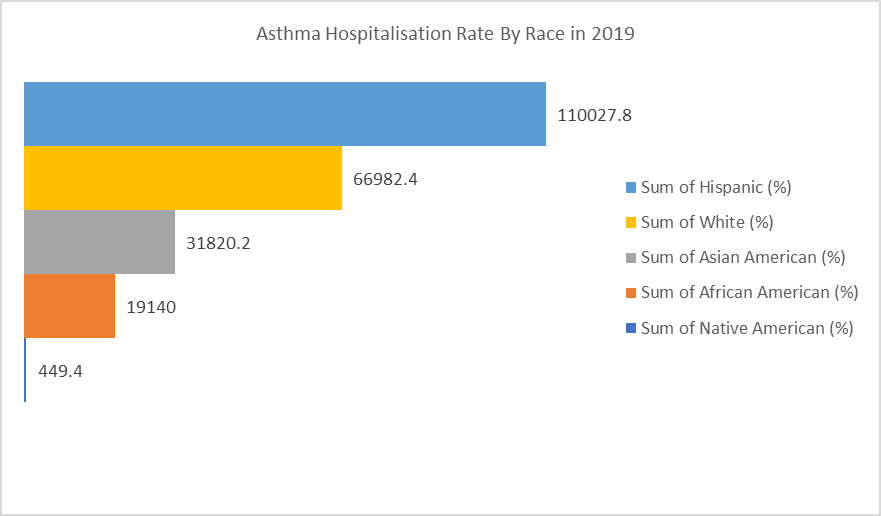 Asthma Hospitalisation Rate By Race in 2019
110027.8
66982.4
31820.2
19140
449.4
Sum of Hispanic (%)
Sum of White (%)
Sum of Asian American (%)
Sum of African American (%)
Sum of Native American (%)